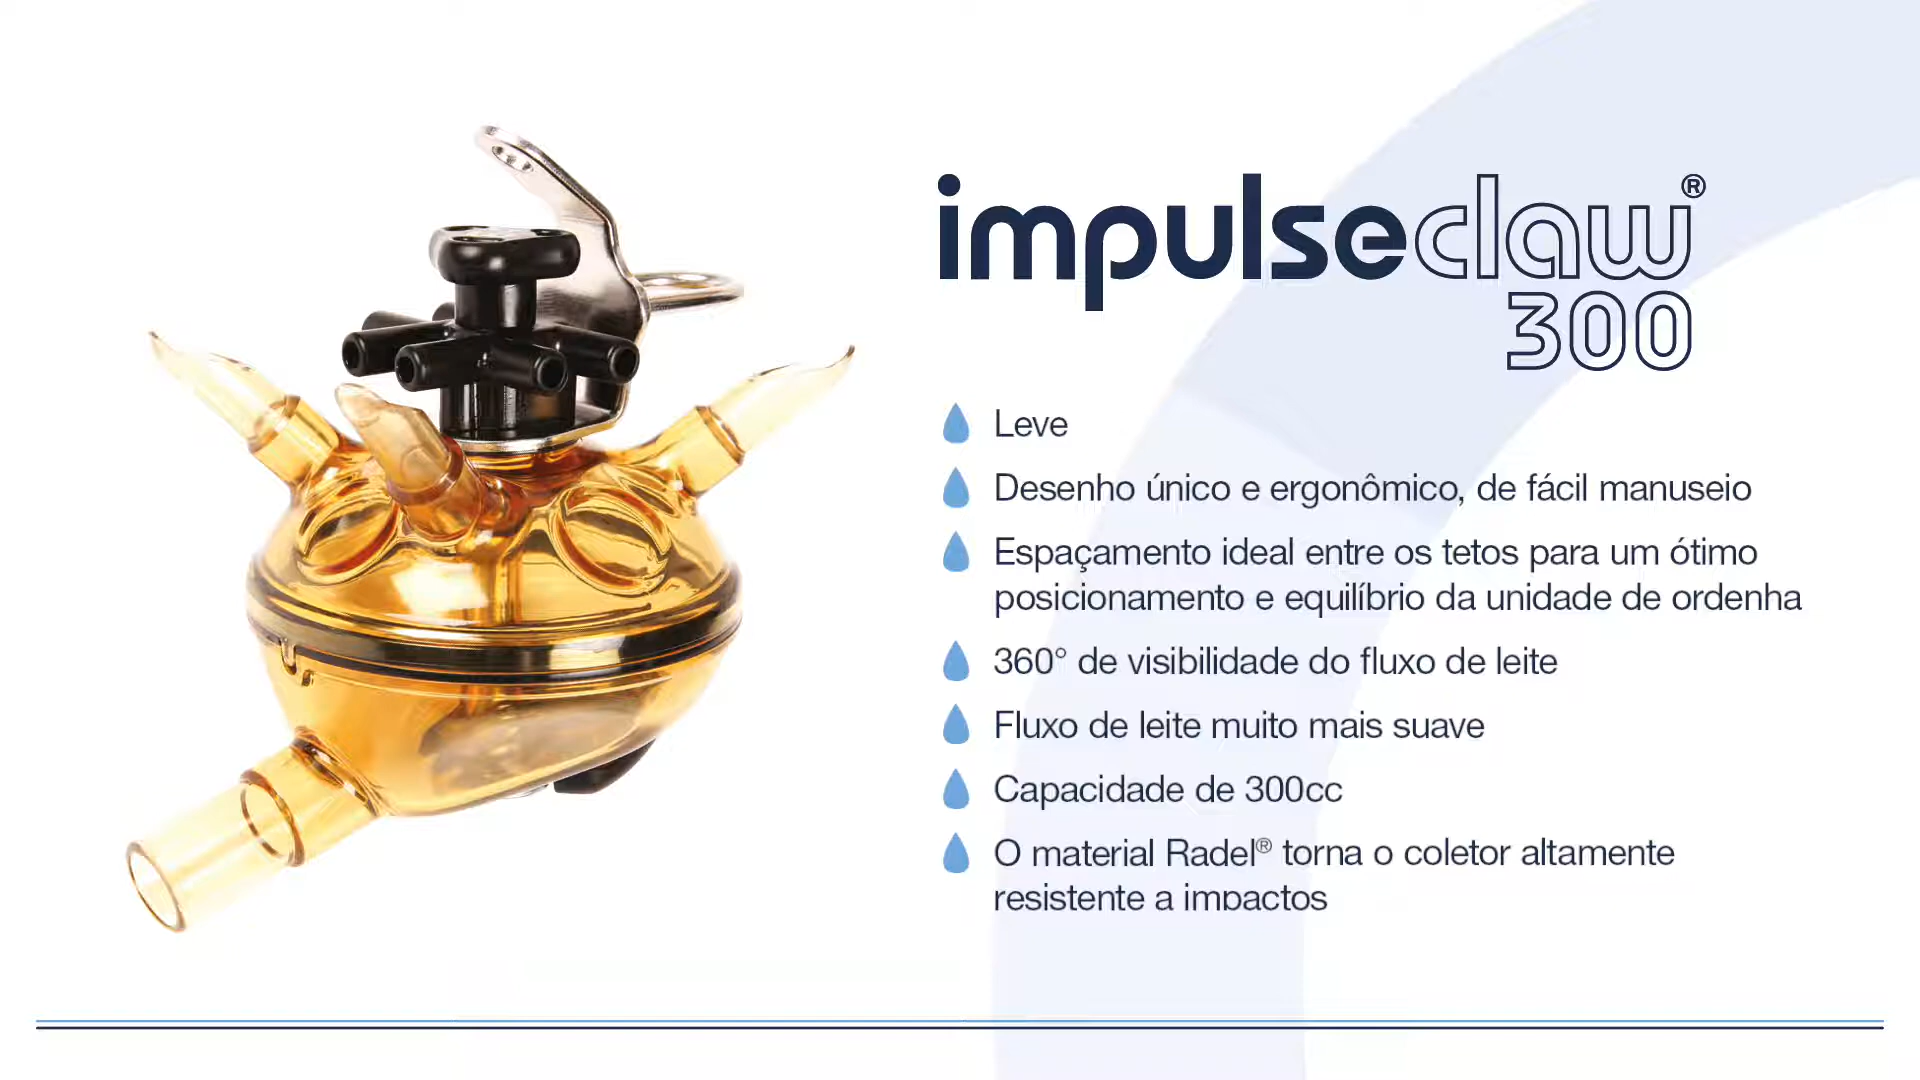 impulseclaw®
300
Leve
Desenho único e ergonômico, de fácil manuseio
Espaçamento ideal entre os tetos para um ótimo
posicionamento e equilíbrio da unidade de ordenha
360° de visibilidade do fluxo de leite
Fluxo de leite muito mais suave
Capacidade de 300cc
O material Radel® torna o coletor altamente
resistente a impactos